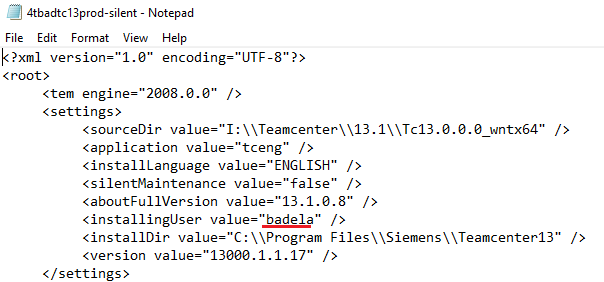 4tbadtc13prod-silent - Notepad
File Edit Format View Help
<?xml version="1.0" encoding="UTF-8"?>
<root>
<tem engine="2008.0.0" />
<settings>
<sourceDir value="I:\\Teamcenter\\13.1\\Tc13.0.0.0_wntx64" />
<application value="tceng" />
<installLanguage value="ENGLISH" />
<silentMaintenance value="false" />
<aboutFullVersion value="13.1.0.8" />
<installingUser value="badela" />
<installDir value="C:\\Program Files\\Siemens\\Teamcenter13" />
<version value="13000.1.1.17" />
</settings>